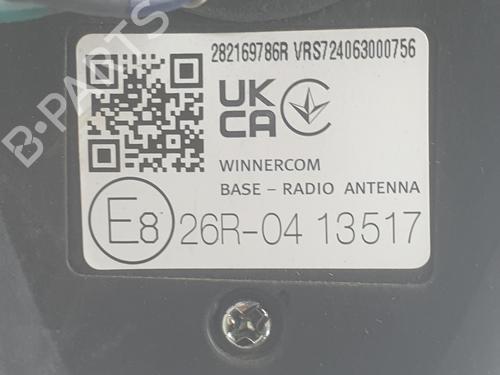 282169786R VRS724063000756
UK
CA
WINNERCOM
BASE - RADIO ANTENNA
E8 26R-04 13517
B-PARTS